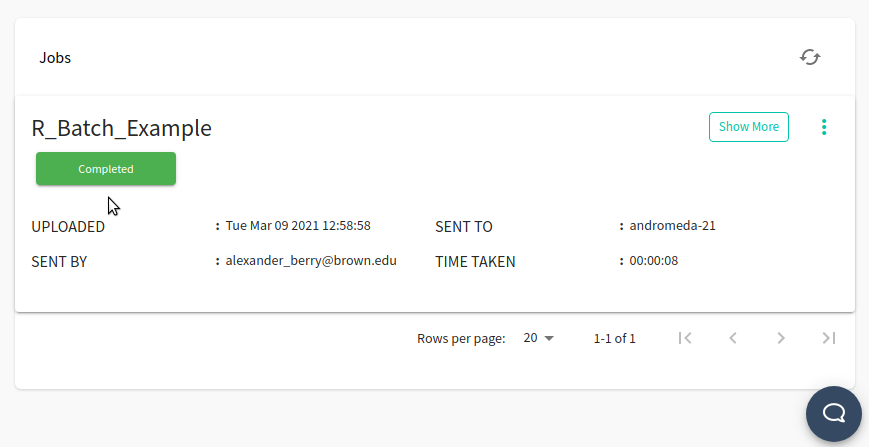 Jobs
R_Batch_Example
Show More
Completed
UPLOADED : Tue Mar 09 2021 12:58:58 SENT TO : andromeda-21
SENT BY : alexander_berry@brown.edu TIME TAKEN : 00:00:08
Rows per page: 20 1-1 of 1